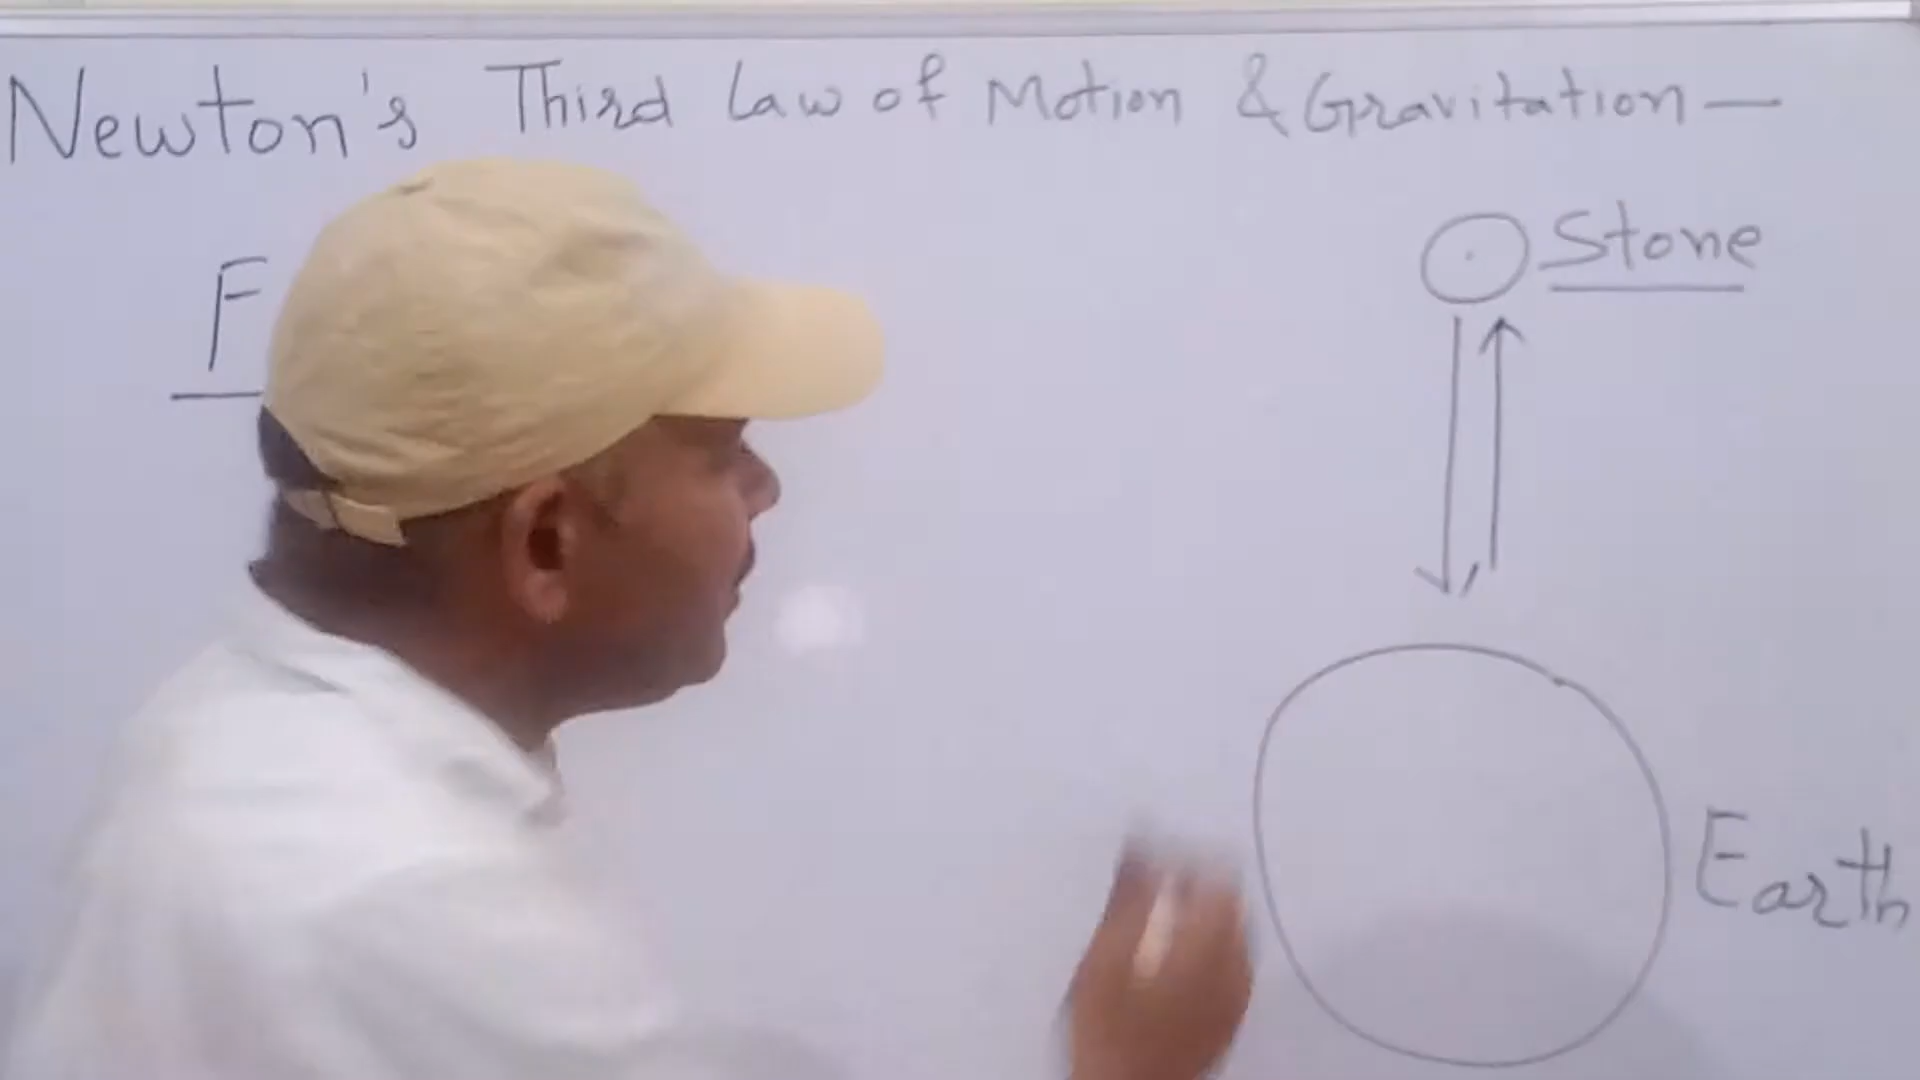 Newton's Third Law of Motion & Gravitation —
Stone
F
Earth